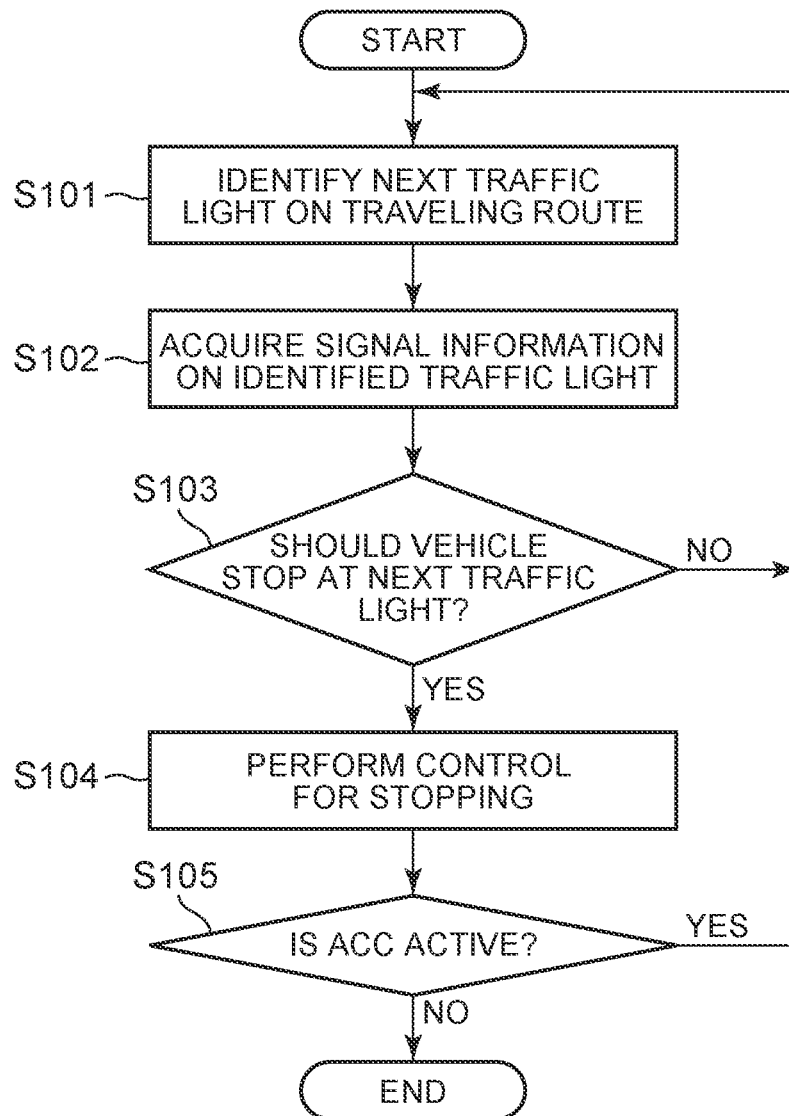 START
S101
IDENTIFY NEXT TRAFFIC
LIGHT ON TRAVELING ROUTE
S102
ACQUIRE SIGNAL INFORMATION
ON IDENTIFIED TRAFFIC LIGHT
S103
SHOULD VEHICLE
STOP AT NEXT TRAFFIC
LIGHT?
NO
YES
S104
PERFORM CONTROL
FOR STOPPING
S105
IS ACC ACTIVE?
YES
NO
END